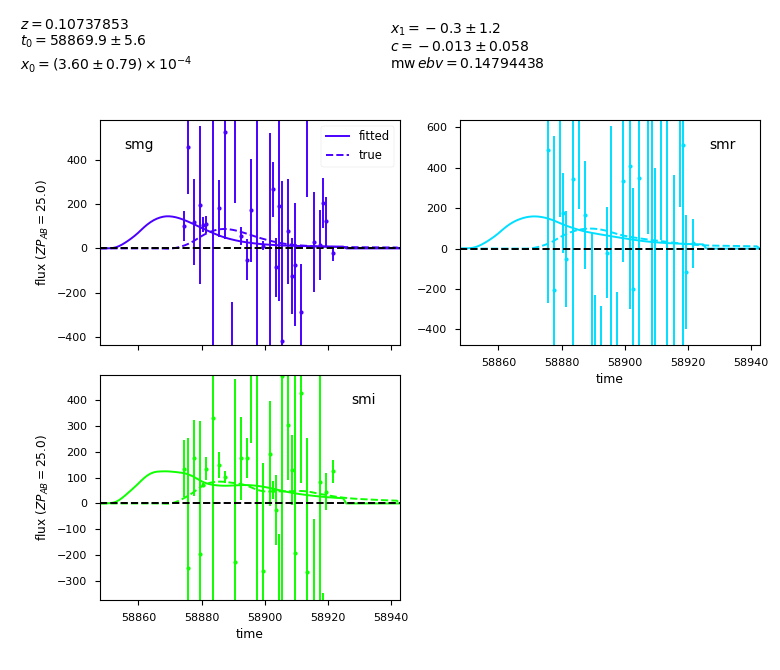 z = 0.10737853
t₀ = 58869.9 ± 5.6
x₀ = (3.60 ± 0.79) × 10⁻⁴
x₁ = −0.3 ± 1.2
c = −0.013 ± 0.058
mw ebv = 0.14794438
smg
fitted
true
400
200
0
−200
−400
flux (ZP_AB = 25.0)
smr
600
400
200
0
−200
−400
58860 58880 58900 58920 58940
time
smi
400
300
200
100
0
−100
−200
−300
flux (ZP_AB = 25.0)
58860 58880 58900 58920 58940
time